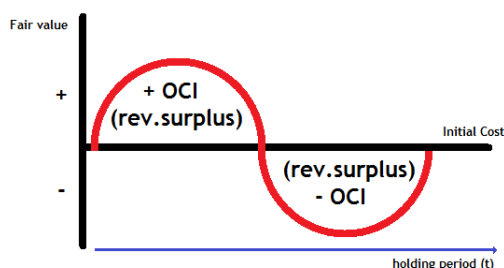 Fair value
+
+ OCI
(rev.surplus)
Initial Cost
-
(rev.surplus)
- OCI
holding period (t)